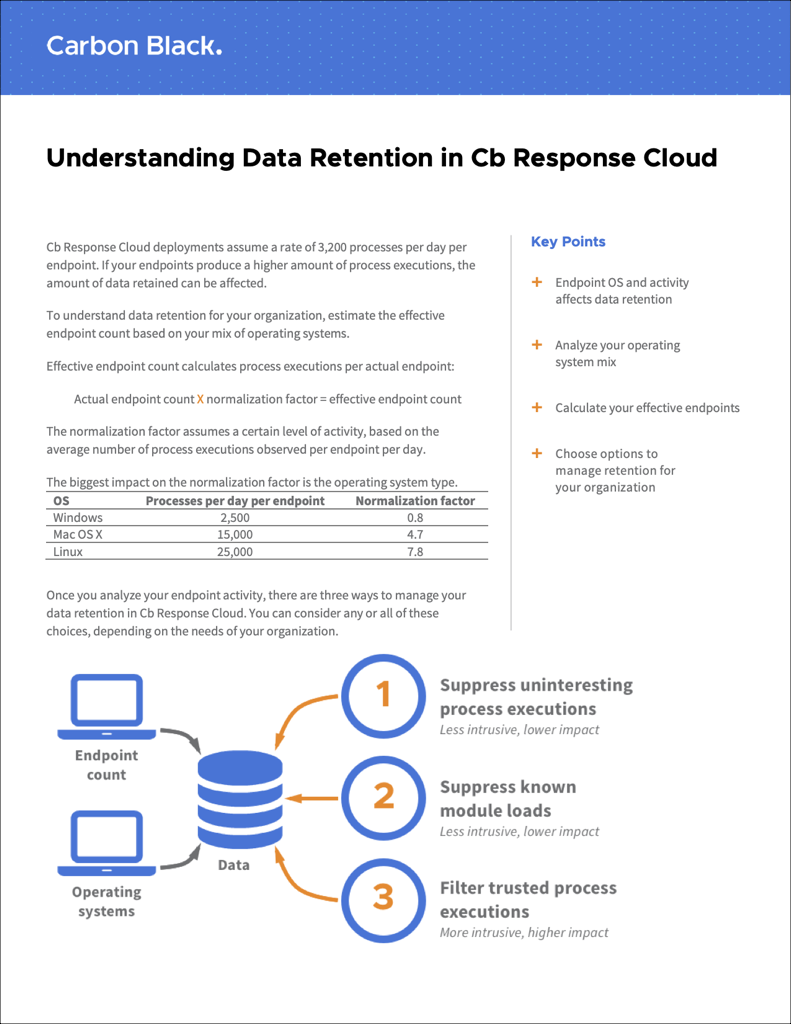 Carbon Black.
Understanding Data Retention in Cb Response Cloud
Cb Response Cloud deployments assume a rate of 3,200 processes per day per
endpoint. If your endpoints produce a higher amount of process executions, the
amount of data retained can be affected.
To understand data retention for your organization, estimate the effective
endpoint count based on your mix of operating systems.
Effective endpoint count calculates process executions per actual endpoint:
Actual endpoint count X normalization factor = effective endpoint count
The normalization factor assumes a certain level of activity, based on the
average number of process executions observed per endpoint per day.
The biggest impact on the normalization factor is the operating system type.
OS Processes per day per endpoint Normalization factor
Windows 2,500 0.8
Mac OS X 15,000 4.7
Linux 25,000 7.8
Once you analyze your endpoint activity, there are three ways to manage your
data retention in Cb Response Cloud. You can consider any or all of these
choices, depending on the needs of your organization.
Key Points
+ Endpoint OS and activity
affects data retention
+ Analyze your operating
system mix
+ Calculate your effective endpoints
+ Choose options to
manage retention for
your organization
Endpoint
count
Operating
systems
Data
1
Suppress uninteresting
process executions
Less intrusive, lower impact
2
Suppress known
module loads
Less intrusive, lower impact
3
Filter trusted process
executions
More intrusive, higher impact